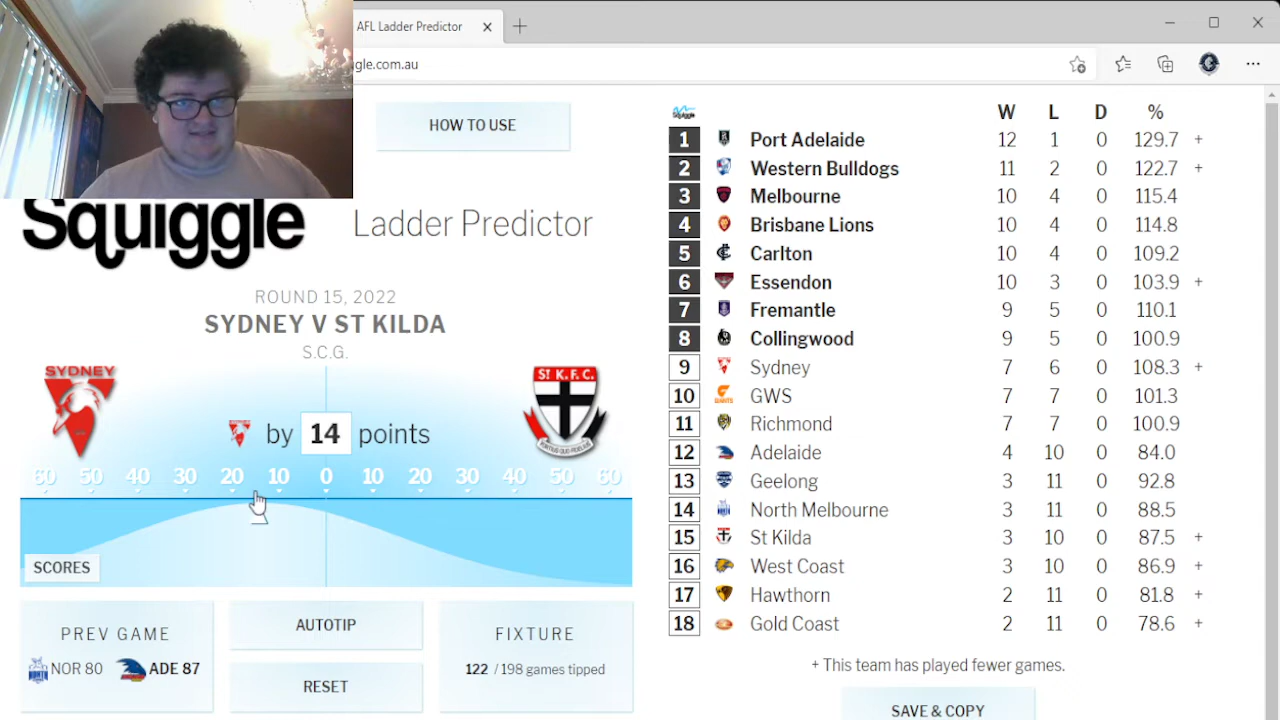 AFL Ladder Predictor
gle.com.au
HOW TO USE
Squiggle
Ladder Predictor
ROUND 15, 2022
SYDNEY V ST KILDA
S.C.G.
SYDNEY
ST K.F.C.
by 14 points
60 50 40 30 20 10 0 10 20 30 40 50 60
SCORES
PREV GAME
NOR 80 ADE 87
AUTOTIP
RESET
FIXTURE
122 / 198 games tipped
Squiggle W L D %
1 Port Adelaide 12 1 0 129.7 +
2 Western Bulldogs 11 2 0 122.7 +
3 Melbourne 10 4 0 115.4
4 Brisbane Lions 10 4 0 114.8
5 Carlton 10 4 0 109.2
6 Essendon 10 3 0 103.9 +
7 Fremantle 9 5 0 110.1
8 Collingwood 9 5 0 100.9
9 Sydney 7 6 0 108.3 +
10 GWS 7 7 0 101.3
11 Richmond 7 7 0 100.9
12 Adelaide 4 10 0 84.0
13 Geelong 3 11 0 92.8
14 North Melbourne 3 11 0 88.5
15 St Kilda 3 10 0 87.5 +
16 West Coast 3 10 0 86.9 +
17 Hawthorn 2 11 0 81.8 +
18 Gold Coast 2 11 0 78.6 +
+ This team has played fewer games.
SAVE & COPY